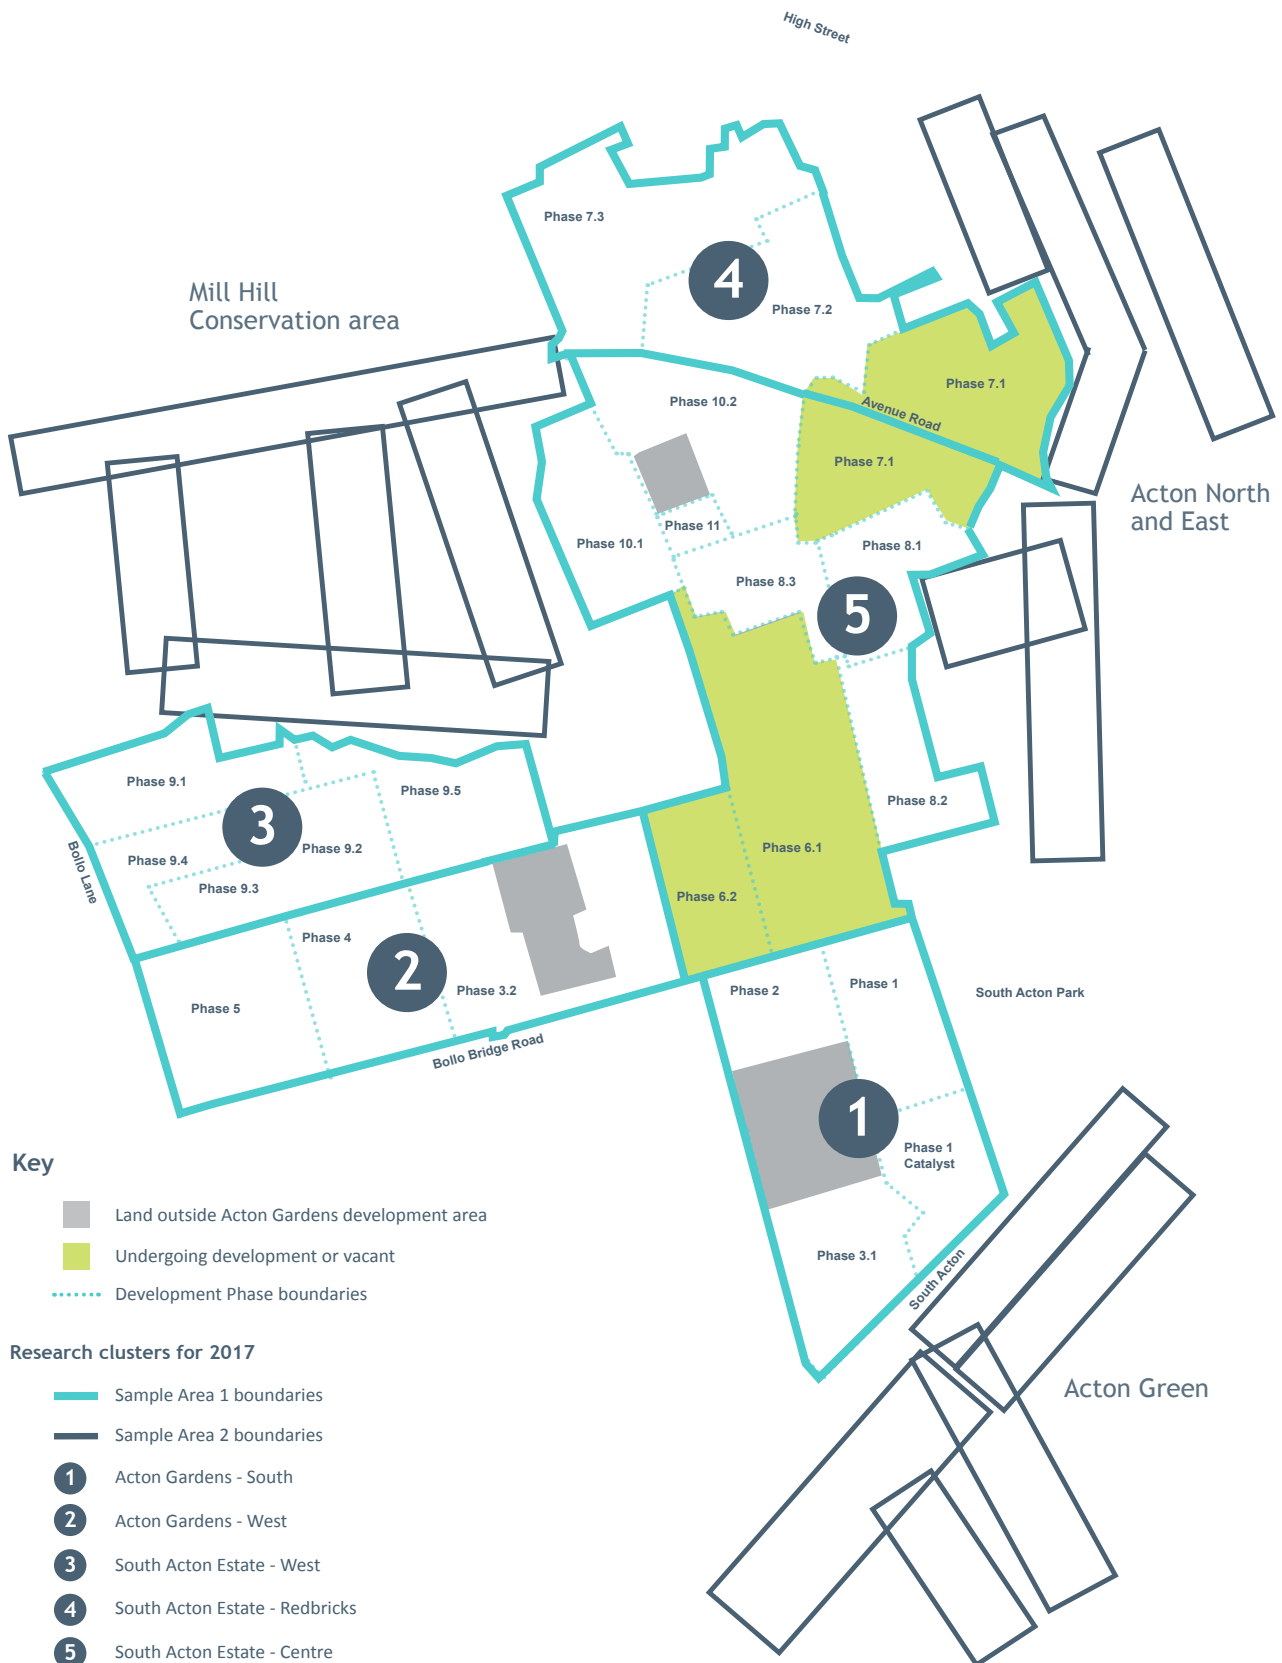 High Street
Phase 7.3
4
Mill Hill
Conservation area
Phase 7.2
Phase 7.1
Phase 10.2
Avenue Road
Phase 7.1
Acton North
and East
Phase 11
Phase 10.1
Phase 8.1
Phase 8.3
5
Phase 9.1
Phase 9.5
Phase 8.2
3
Bollo Lane
Phase 9.4
Phase 9.2
Phase 9.3
Phase 6.1
Phase 6.2
Phase 4
2
Phase 3.2
Phase 5
Phase 2
Phase 1
South Acton Park
Bollo Bridge Road
1
Phase 1
Catalyst
Phase 3.1
South Acton
Acton Green
Key
Land outside Acton Gardens development area
Undergoing development or vacant
Development Phase boundaries
Research clusters for 2017
Sample Area 1 boundaries
Sample Area 2 boundaries
1 Acton Gardens - South
2 Acton Gardens - West
3 South Acton Estate - West
4 South Acton Estate - Redbricks
5 South Acton Estate - Centre